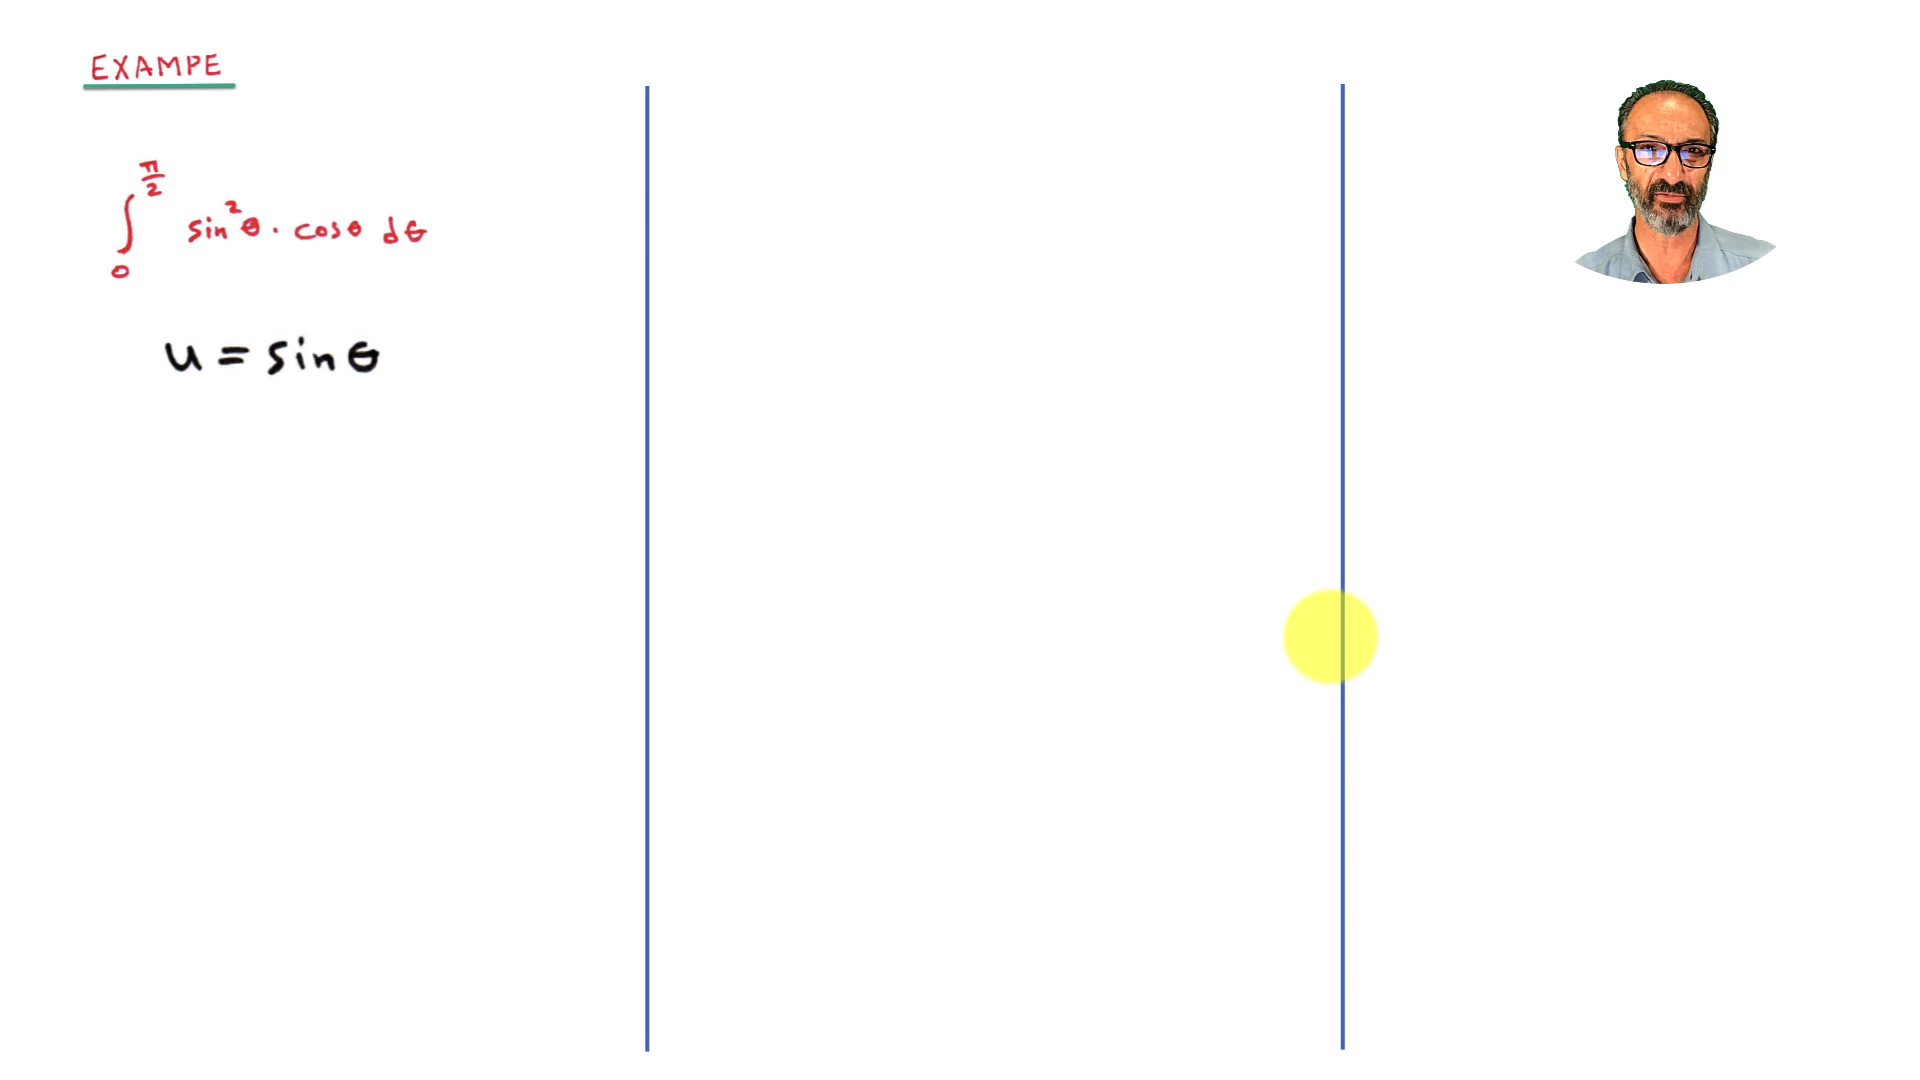 EXAMPE
∫₀^(π/2) sin²θ · cosθ dθ
u = sinθ